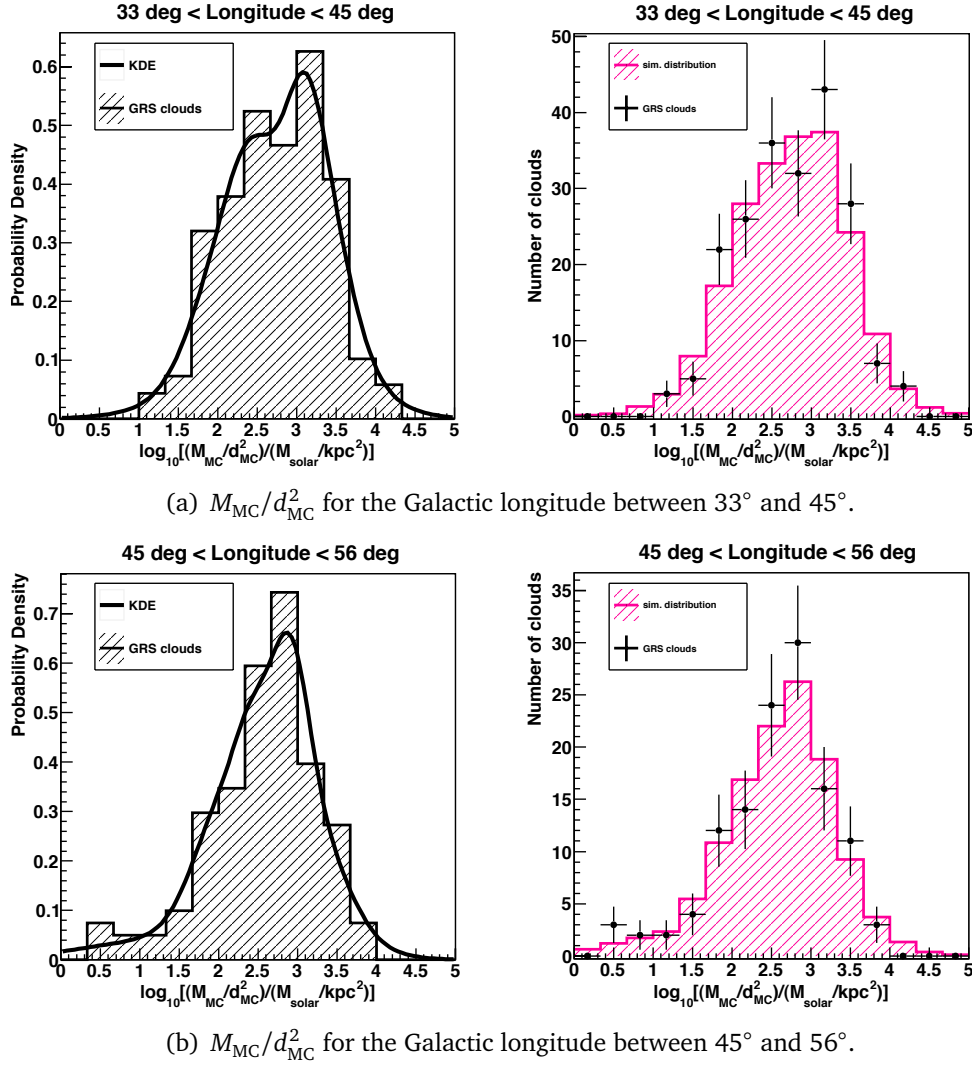 33 deg < Longitude < 45 deg
Probability Density
0.6
0.5
0.4
0.3
0.2
0.1
0
KDE
GRS clouds
0 0.5 1 1.5 2 2.5 3 3.5 4 4.5 5
log10[(MMC/d²MC)/(Msolar/kpc²)]
33 deg < Longitude < 45 deg
Number of clouds
50
40
30
20
10
0
sim. distribution
GRS clouds
0 0.5 1 1.5 2 2.5 3 3.5 4 4.5 5
log10[(MMC/d²MC)/(Msolar/kpc²)]
(a) MMC/d²MC for the Galactic longitude between 33° and 45°.
45 deg < Longitude < 56 deg
Probability Density
0.7
0.6
0.5
0.4
0.3
0.2
0.1
0
KDE
GRS clouds
0 0.5 1 1.5 2 2.5 3 3.5 4 4.5 5
log10[(MMC/d²MC)/(Msolar/kpc²)]
45 deg < Longitude < 56 deg
Number of clouds
35
30
25
20
15
10
5
0
sim. distribution
GRS clouds
0 0.5 1 1.5 2 2.5 3 3.5 4 4.5 5
log10[(MMC/d²MC)/(Msolar/kpc²)]
(b) MMC/d²MC for the Galactic longitude between 45° and 56°.